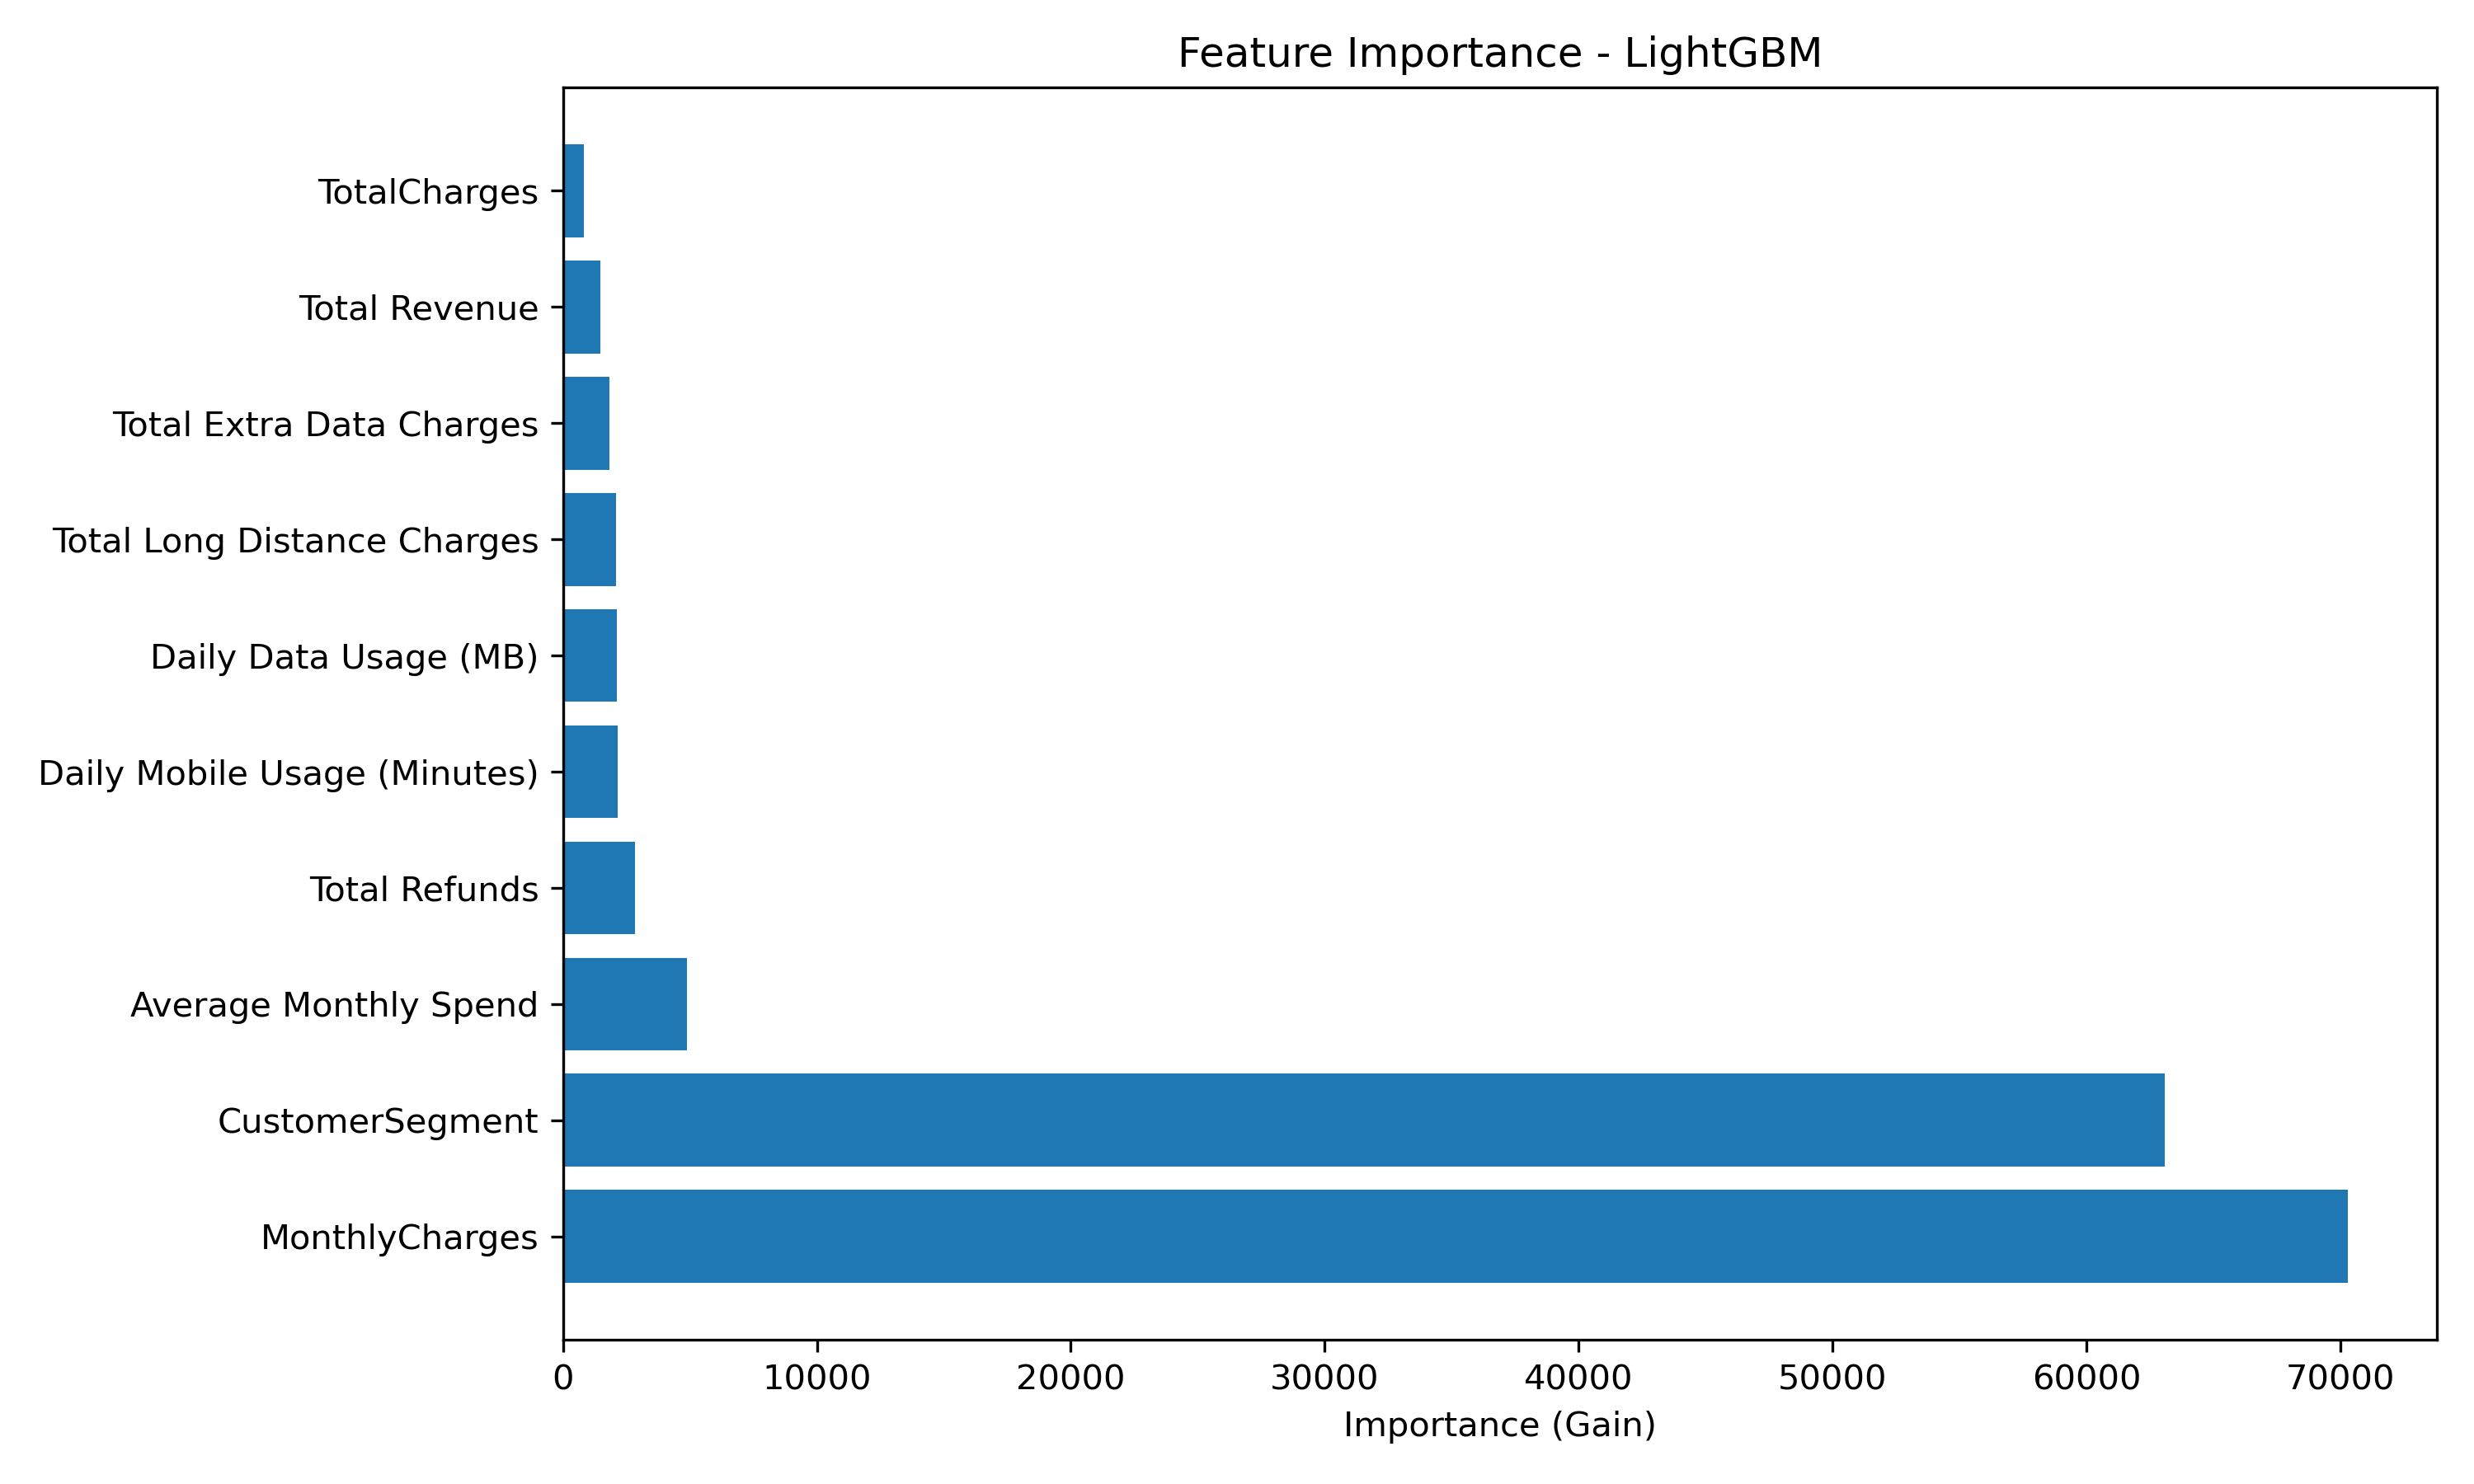 Feature Importance - LightGBM
TotalCharges
Total Revenue
Total Extra Data Charges
Total Long Distance Charges
Daily Data Usage (MB)
Daily Mobile Usage (Minutes)
Total Refunds
Average Monthly Spend
CustomerSegment
MonthlyCharges
0 10000 20000 30000 40000 50000 60000 70000
Importance (Gain)